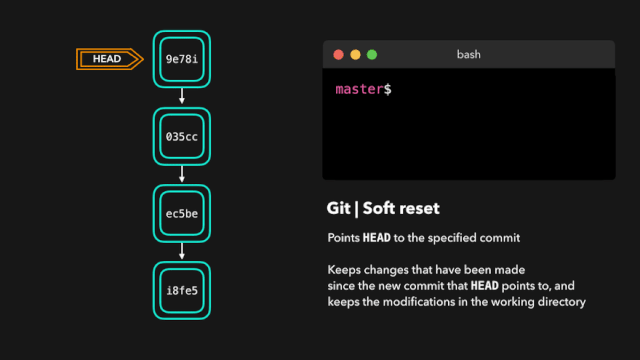 HEAD
9e78i
035cc
ec5be
i8fe5
bash
master$
Git | Soft reset
Points HEAD to the specified commit
Keeps changes that have been made
since the new commit that HEAD points to, and
keeps the modifications in the working directory